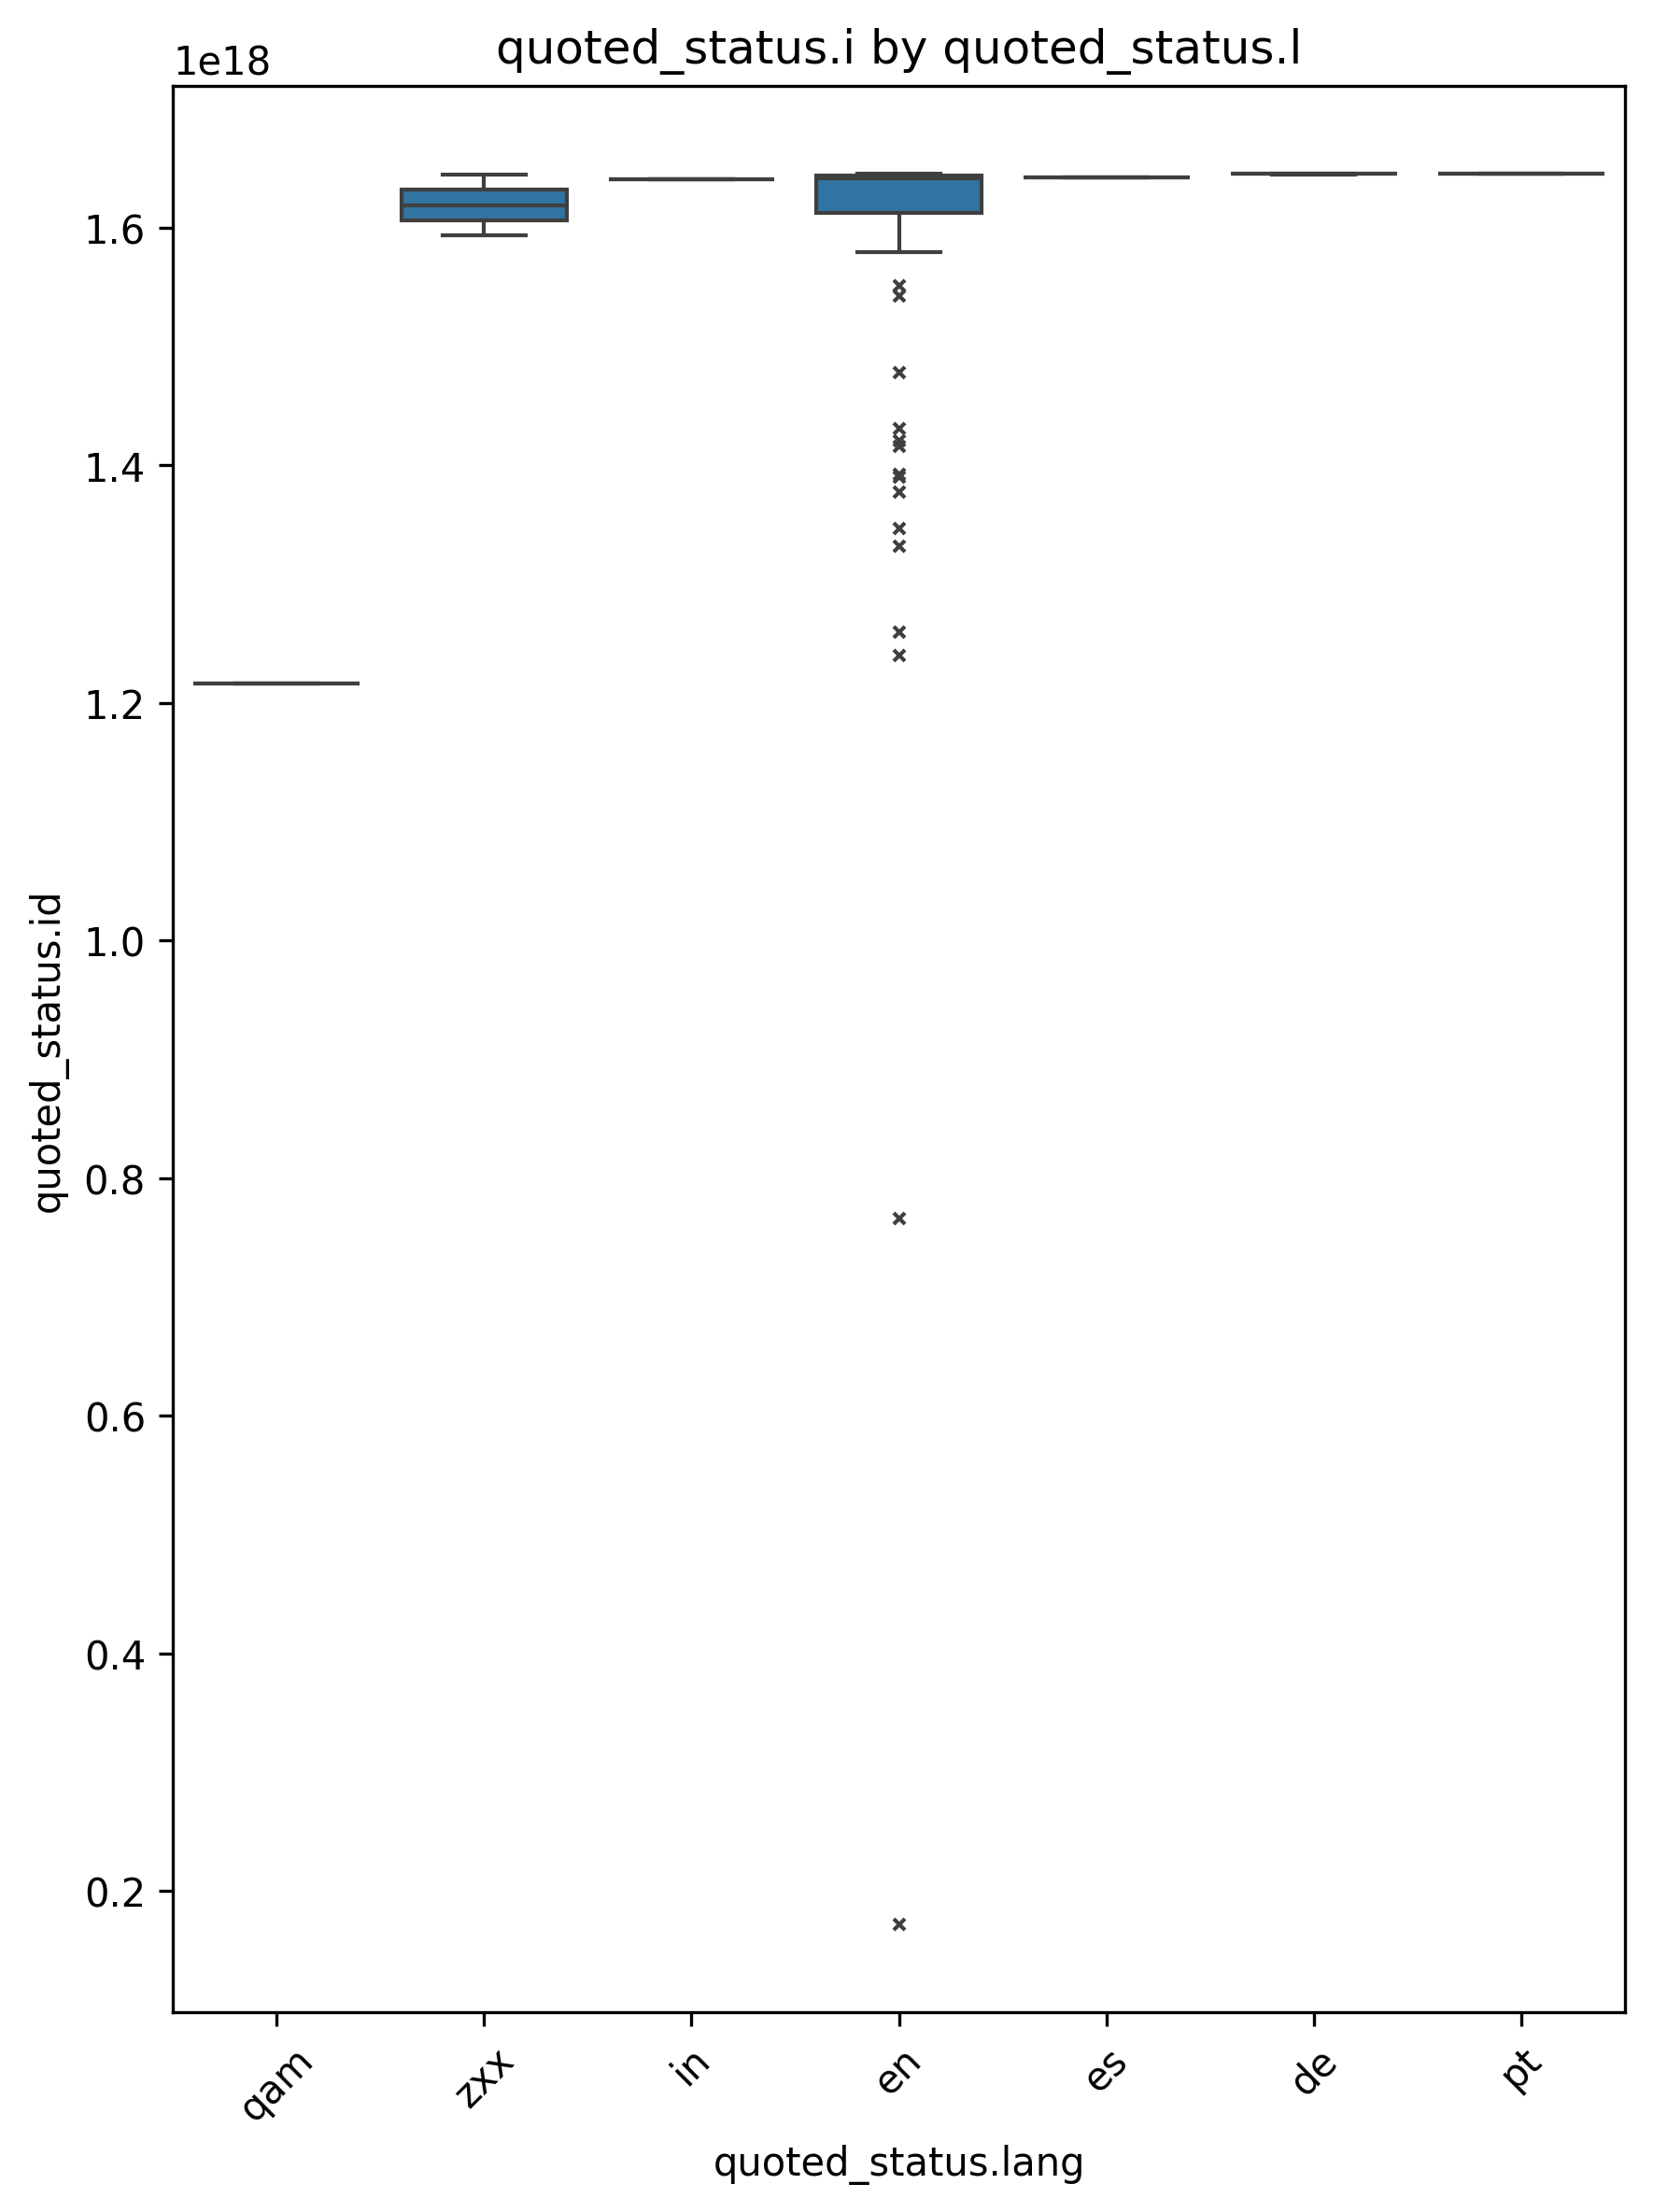 quoted_status.i by quoted_status.l
1e18
1.6
1.4
1.2
1.0
0.8
0.6
0.4
0.2
quoted_status.id
qam
zxx
in
en
es
de
pt
quoted_status.lang